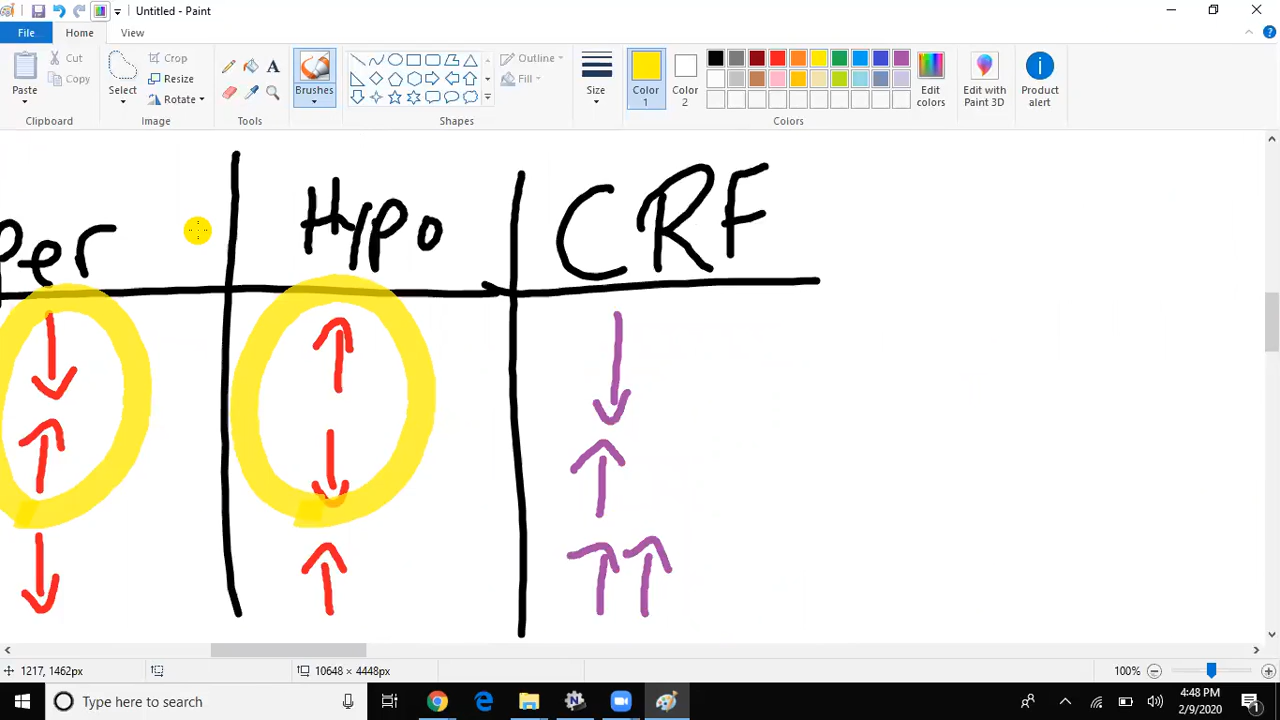 Untitled - Paint
File
Home
View
Paste
Cut
Copy
Clipboard
Select
Crop
Resize
Rotate
Image
A
Tools
Brushes
Outline
Fill
Shapes
Size
Color 1
Color 2
Edit colors
Colors
Edit with Paint 3D
Product alert
per Hypo CRF
1217, 1462px
10648 × 4448px
100%
Type here to search
4:48 PM
2/9/2020